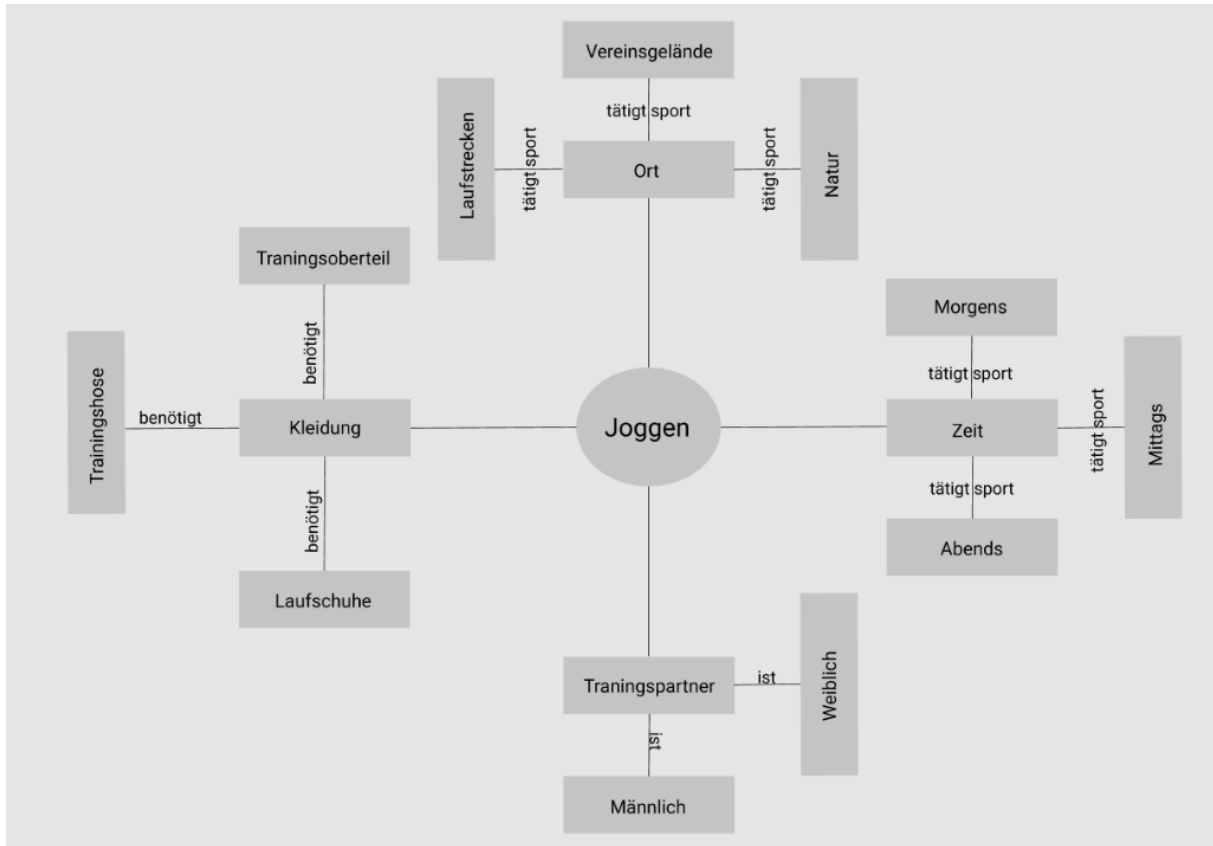 Vereinsgelände
tätigt sport
Laufstrecken
tätigt sport
Ort
tätigt sport
Natur
Traningsoberteil
benötigt
Trainingshose
benötigt
Kleidung
benötigt
Laufschuhe
Joggen
Morgens
tätigt sport
Zeit
tätigt sport
Mittags
tätigt sport
Abends
Traningspartner
ist
Weiblich
ist
Männlich